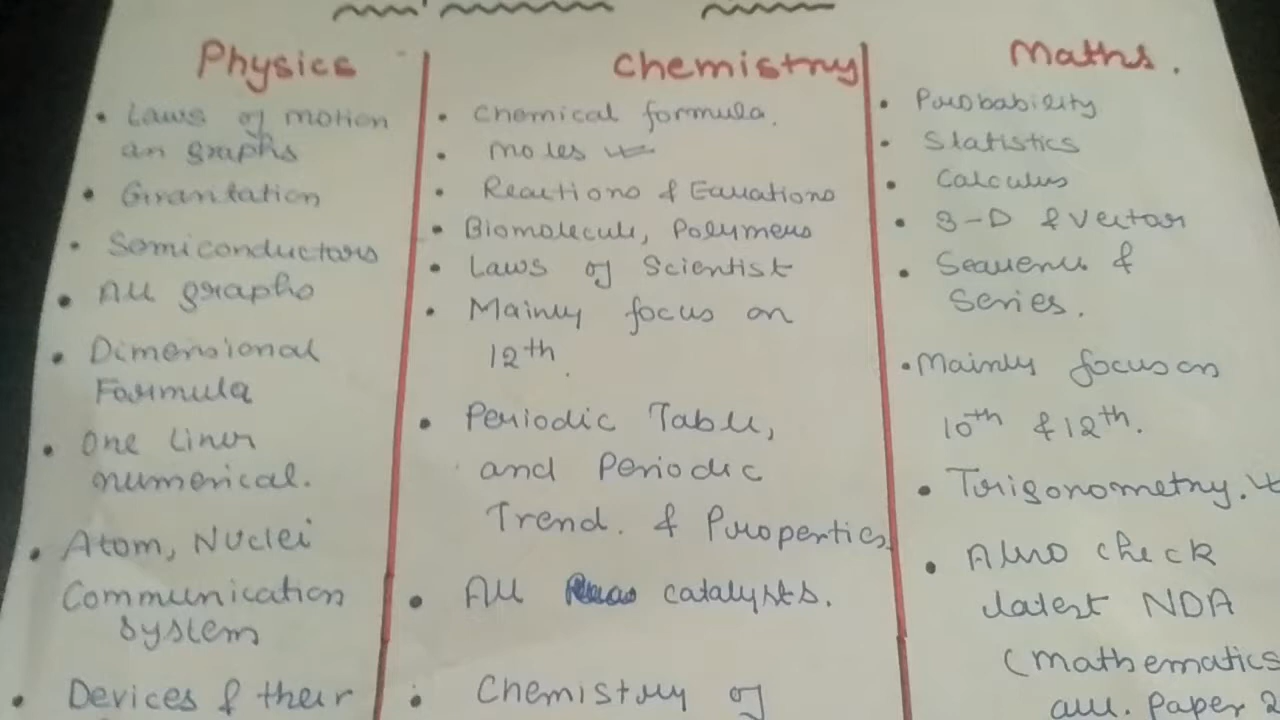 Physics
• Laws of motion
an graphs
• Gravitation
• Semiconductors
• All graphs
• Dimensional
Formula
• One Liner
numerical.
• Atom, Nuclei
Communication
system
• Devices & their
Chemistry
• Chemical formula.
• Moles
• Reactions & Equations
• Biomolecule, Polymers
• Laws of Scientist
• Mainly focus on
12th.
• Periodic Table,
and Periodic
Trend. & Properties
• All catalysts.
• Chemistry of
Maths.
• Probability
• Statistics
• Calculus
• 3-D & Vector
• Sequence &
Series.
• Mainly focus on
10th & 12th.
• Trigonometry.
• Also check
latest NDA
(Mathematics
all. Paper 2